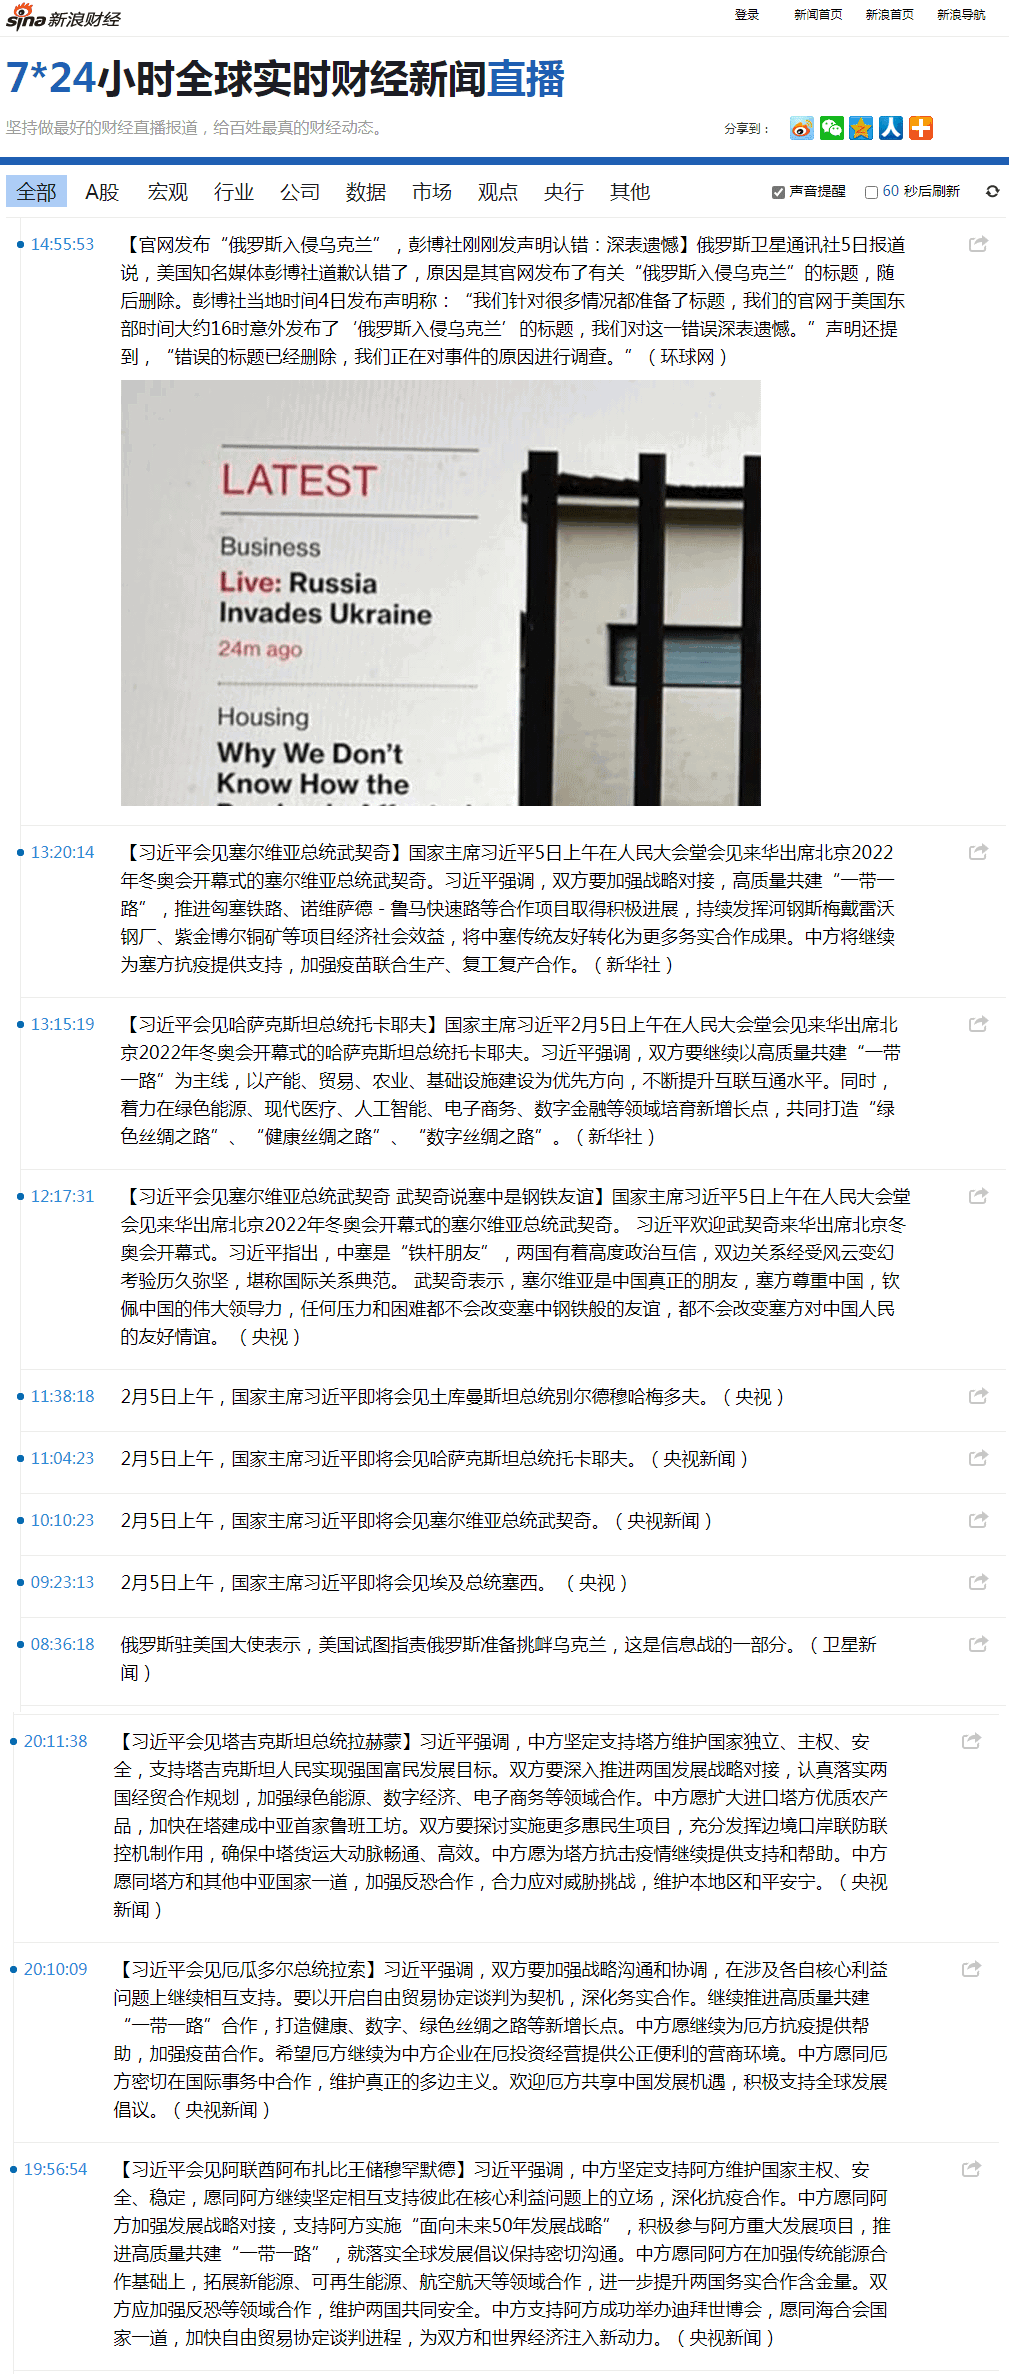 sina新浪财经
登录 新闻首页 新浪首页 新浪导航
7*24小时全球实时财经新闻直播
坚持做最好的财经直播报道，给百姓最真的财经动态。
分享到：
全部 A股 宏观 行业 公司 数据 市场 观点 央行 其他 声音提醒 60 秒后刷新
14:55:53 【官网发布“俄罗斯入侵乌克兰”，彭博社刚刚发声明认错：深表遗憾】俄罗斯卫星通讯社5日报道
说，美国知名媒体彭博社道歉认错了，原因是其官网发布了有关“俄罗斯入侵乌克兰”的标题，随
后删除。彭博社当地时间4日发布声明称：“我们针对很多情况都准备了标题，我们的官网于美国东
部时间大约16时意外发布了‘俄罗斯入侵乌克兰’的标题，我们对这一错误深表遗憾。”声明还提
到，“错误的标题已经删除，我们正在对事件的原因进行调查。”（环球网）
LATEST
Business
Live: Russia
Invades Ukraine
24m ago
Housing
Why We Don't
Know How the
13:20:14 【习近平会见塞尔维亚总统武契奇】国家主席习近平5日上午在人民大会堂会见来华出席北京2022
年冬奥会开幕式的塞尔维亚总统武契奇。习近平强调，双方要加强战略对接，高质量共建“一带一
路”，推进匈塞铁路、诺维萨德－鲁马快速路等合作项目取得积极进展，持续发挥河钢斯梅戴雷沃
钢厂、紫金博尔铜矿等项目经济社会效益，将中塞传统友好转化为更多务实合作成果。中方将继续
为塞方抗疫提供支持，加强疫苗联合生产、复工复产合作。（新华社）
13:15:19 【习近平会见哈萨克斯坦总统托卡耶夫】国家主席习近平2月5日上午在人民大会堂会见来华出席北
京2022年冬奥会开幕式的哈萨克斯坦总统托卡耶夫。习近平强调，双方要继续以高质量共建“一带
一路”为主线，以产能、贸易、农业、基础设施建设为优先方向，不断提升互联互通水平。同时，
着力在绿色能源、现代医疗、人工智能、电子商务、数字金融等领域培育新增长点，共同打造“绿
色丝绸之路”、“健康丝绸之路”、“数字丝绸之路”。（新华社）
12:17:31 【习近平会见塞尔维亚总统武契奇 武契奇说塞中是钢铁友谊】国家主席习近平5日上午在人民大会堂
会见来华出席北京2022年冬奥会开幕式的塞尔维亚总统武契奇。 习近平欢迎武契奇来华出席北京冬
奥会开幕式。习近平指出，中塞是“铁杆朋友”，两国有着高度政治互信，双边关系经受风云变幻
考验历久弥坚，堪称国际关系典范。 武契奇表示，塞尔维亚是中国真正的朋友，塞方尊重中国，钦
佩中国的伟大领导力，任何压力和困难都不会改变塞中钢铁般的友谊，都不会改变塞方对中国人民
的友好情谊。（央视）
11:38:18 2月5日上午，国家主席习近平即将会见土库曼斯坦总统别尔德穆哈梅多夫。（央视）
11:04:23 2月5日上午，国家主席习近平即将会见哈萨克斯坦总统托卡耶夫。（央视新闻）
10:10:23 2月5日上午，国家主席习近平即将会见塞尔维亚总统武契奇。（央视新闻）
09:23:13 2月5日上午，国家主席习近平即将会见埃及总统塞西。（央视）
08:36:18 俄罗斯驻美国大使表示，美国试图指责俄罗斯准备挑衅乌克兰，这是信息战的一部分。（卫星新
闻）
20:11:38 【习近平会见塔吉克斯坦总统拉赫蒙】习近平强调，中方坚定支持塔方维护国家独立、主权、安
全，支持塔吉克斯坦人民实现强国富民发展目标。双方要深入推进两国发展战略对接，认真落实两
国经贸合作规划，加强绿色能源、数字经济、电子商务等领域合作。中方愿扩大进口塔方优质农产
品，加快在塔建成中亚首家鲁班工坊。双方要探讨实施更多惠民生项目，充分发挥边境口岸联防联
控机制作用，确保中塔货运大动脉畅通、高效。中方愿为塔方抗击疫情继续提供支持和帮助。中方
愿同塔方和其他中亚国家一道，加强反恐合作，合力应对威胁挑战，维护本地区和平安宁。（央视
新闻）
20:10:09 【习近平会见厄瓜多尔总统拉索】习近平强调，双方要加强战略沟通和协调，在涉及各自核心利益
问题上继续相互支持。要以开启自由贸易协定谈判为契机，深化务实合作。继续推进高质量共建
“一带一路”合作，打造健康、数字、绿色丝绸之路等新增长点。中方愿继续为厄方抗疫提供帮
助，加强疫苗合作。希望厄方继续为中方企业在厄投资经营提供公正便利的营商环境。中方愿同厄
方密切在国际事务中合作，维护真正的多边主义。欢迎厄方共享中国发展机遇，积极支持全球发展
倡议。（央视新闻）
19:56:54 【习近平会见阿联酋阿布扎比王储穆罕默德】习近平强调，中方坚定支持阿方维护国家主权、安
全、稳定，愿同阿方继续坚定相互支持彼此在核心利益问题上的立场，深化抗疫合作。中方愿同阿
方加强发展战略对接，支持阿方实施“面向未来50年发展战略”，积极参与阿方重大发展项目，推
进高质量共建“一带一路”，就落实全球发展倡议保持密切沟通。中方愿同阿方在加强传统能源合
作基础上，拓展新能源、可再生能源、航空航天等领域合作，进一步提升两国务实合作含金量。双
方应加强反恐等领域合作，维护两国共同安全。中方支持阿方成功举办迪拜世博会，愿同海合会国
家一道，加快自由贸易协定谈判进程，为双方和世界经济注入新动力。（央视新闻）